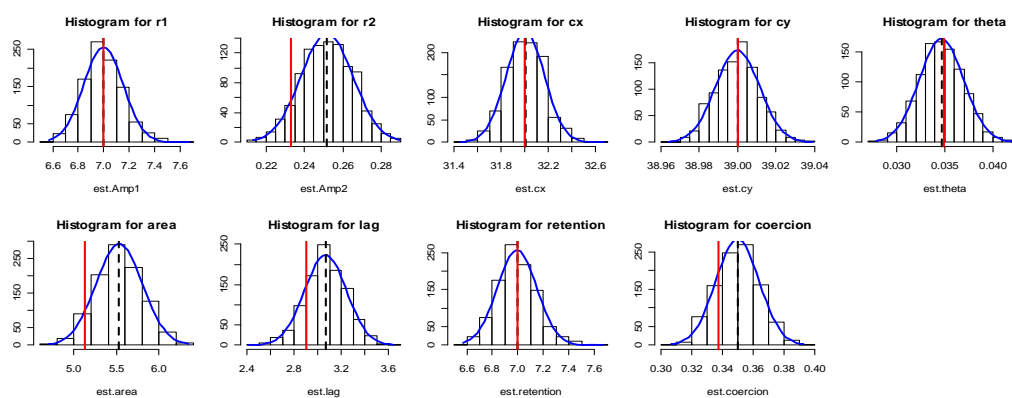 Histogram for r1
Histogram for r2
Histogram for cx
Histogram for cy
Histogram for theta
0 50 150 250
0 40 80 120
0 100 200
0 50 100 150
0 50 100 150
6.6 6.8 7.0 7.2 7.4 7.6
0.22 0.24 0.26 0.28
31.4 31.8 32.2 32.6
38.96 38.98 39.00 39.02 39.04
0.030 0.035 0.040
est.Amp1
est.Amp2
est.cx
est.cy
est.theta
Histogram for area
Histogram for lag
Histogram for retention
Histogram for coercion
0 50 150 250
0 50 150 250
0 50 150 250
0 50 150 250
5.0 5.5 6.0
2.4 2.8 3.2 3.6
6.6 6.8 7.0 7.2 7.4 7.6
0.30 0.32 0.34 0.36 0.38 0.40
est.area
est.lag
est.retention
est.coercion